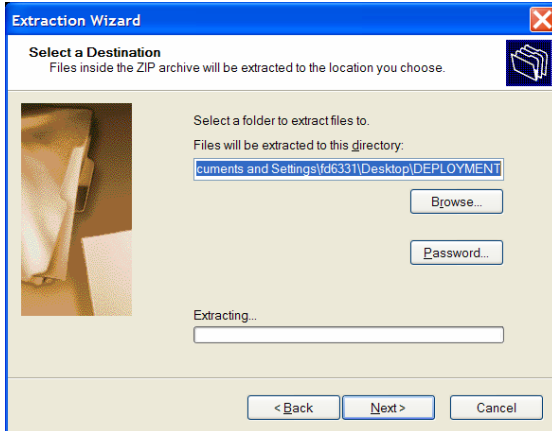 Extraction Wizard
Select a Destination
Files inside the ZIP archive will be extracted to the location you choose.
Select a folder to extract files to.
Files will be extracted to this directory:
cuments and Settings\fd6331\Desktop\DEPLOYMENT
Browse...
Password...
Extracting...
< Back Next > Cancel